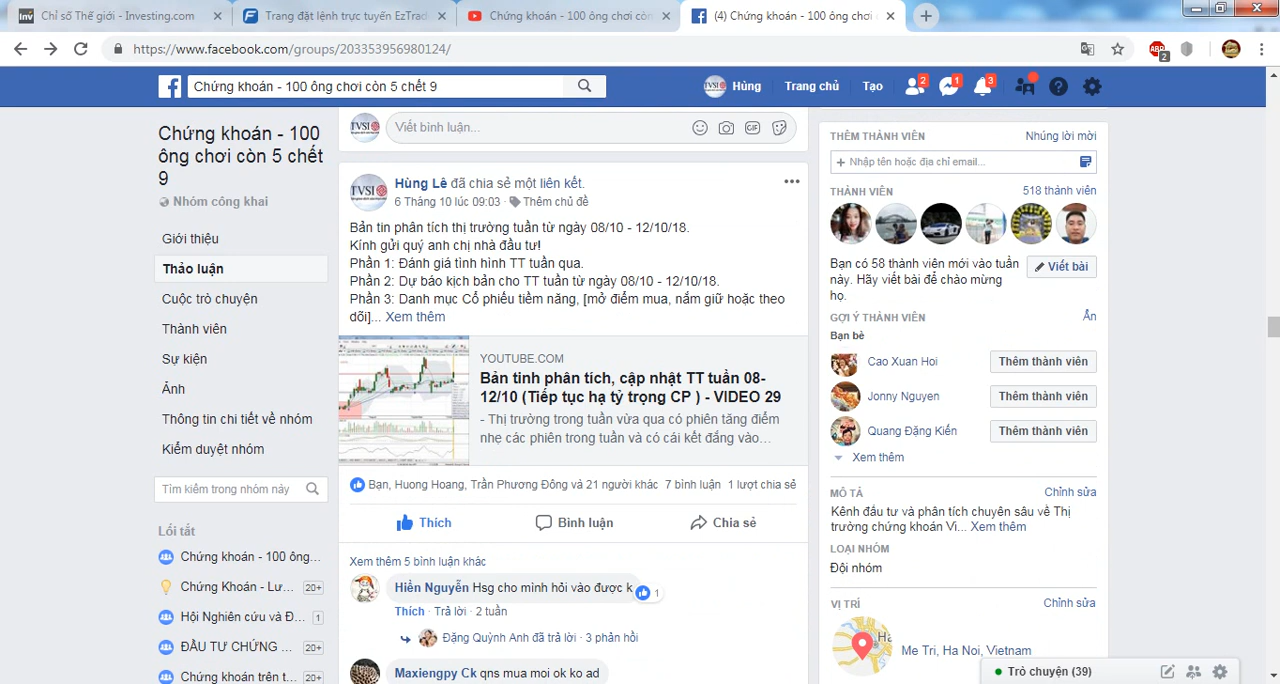 Chỉ số Thế giới - Investing.com
Trang đặt lệnh trực tuyến EzTrad
Chứng khoán - 100 ông chơi còn
(4) Chứng khoán - 100 ông chơi
https://www.facebook.com/groups/203353956980124/
Chứng khoán - 100 ông chơi còn 5 chết 9
Hùng
Trang chủ
Tạo
2
1
3
Chứng khoán - 100
ông chơi còn 5 chết
9
Nhóm công khai
Giới thiệu
Thảo luận
Cuộc trò chuyện
Thành viên
Sự kiện
Ảnh
Thông tin chi tiết về nhóm
Kiểm duyệt nhóm
Tìm kiếm trong nhóm này
Lối tắt
Chứng khoán - 100 ông...
Chứng Khoán - Lư... 20+
Hội Nghiên cứu và Đ... 1
ĐẦU TƯ CHỨNG ... 20+
Chứng khoán trên t... 20+
Viết bình luận...
Hùng Lê đã chia sẻ một liên kết.
6 Tháng 10 lúc 09:03 · Thêm chủ đề
Bản tin phân tích thị trường tuần từ ngày 08/10 - 12/10/18.
Kính gửi quý anh chị nhà đầu tư!
Phần 1: Đánh giá tình hình TT tuần qua.
Phần 2: Dự báo kịch bản cho TT tuần từ ngày 08/10 - 12/10/18.
Phần 3: Danh mục Cổ phiếu tiềm năng, [mở điểm mua, nắm giữ hoặc theo
dõi]... Xem thêm
YOUTUBE.COM
Bản tinh phân tích, cập nhật TT tuần 08-
12/10 (Tiếp tục hạ tỷ trọng CP ) - VIDEO 29
- Thị trường trong tuần vừa qua có phiên tăng điểm
nhẹ các phiên trong tuần và có cái kết đắng vào...
Bạn, Huong Hoang, Trần Phương Đông và 21 người khác 7 bình luận 1 lượt chia sẻ
Thích
Bình luận
Chia sẻ
Xem thêm 5 bình luận khác
Hiền Nguyễn Hsg cho mình hỏi vào được k
1
Thích · Trả lời · 2 tuần
Đặng Quỳnh Anh đã trả lời · 3 phản hồi
Maxiengpy Ck qns mua moi ok ko ad
THÊM THÀNH VIÊN
Nhúng lời mời
+ Nhập tên hoặc địa chỉ email...
THÀNH VIÊN
518 thành viên
Bạn có 58 thành viên mới vào tuần
này. Hãy viết bài để chào mừng
họ.
Viết bài
GỢI Ý THÀNH VIÊN
Ẩn
Bạn bè
Cao Xuan Hoi
Thêm thành viên
Jonny Nguyen
Thêm thành viên
Quang Đặng Kiến
Thêm thành viên
Xem thêm
MÔ TẢ
Chỉnh sửa
Kênh đầu tư và phân tích chuyên sâu về Thị
trường chứng khoán Vi... Xem thêm
LOẠI NHÓM
Đội nhóm
VỊ TRÍ
Chỉnh sửa
Me Tri, Ha Noi, Vietnam
Trò chuyện (39)